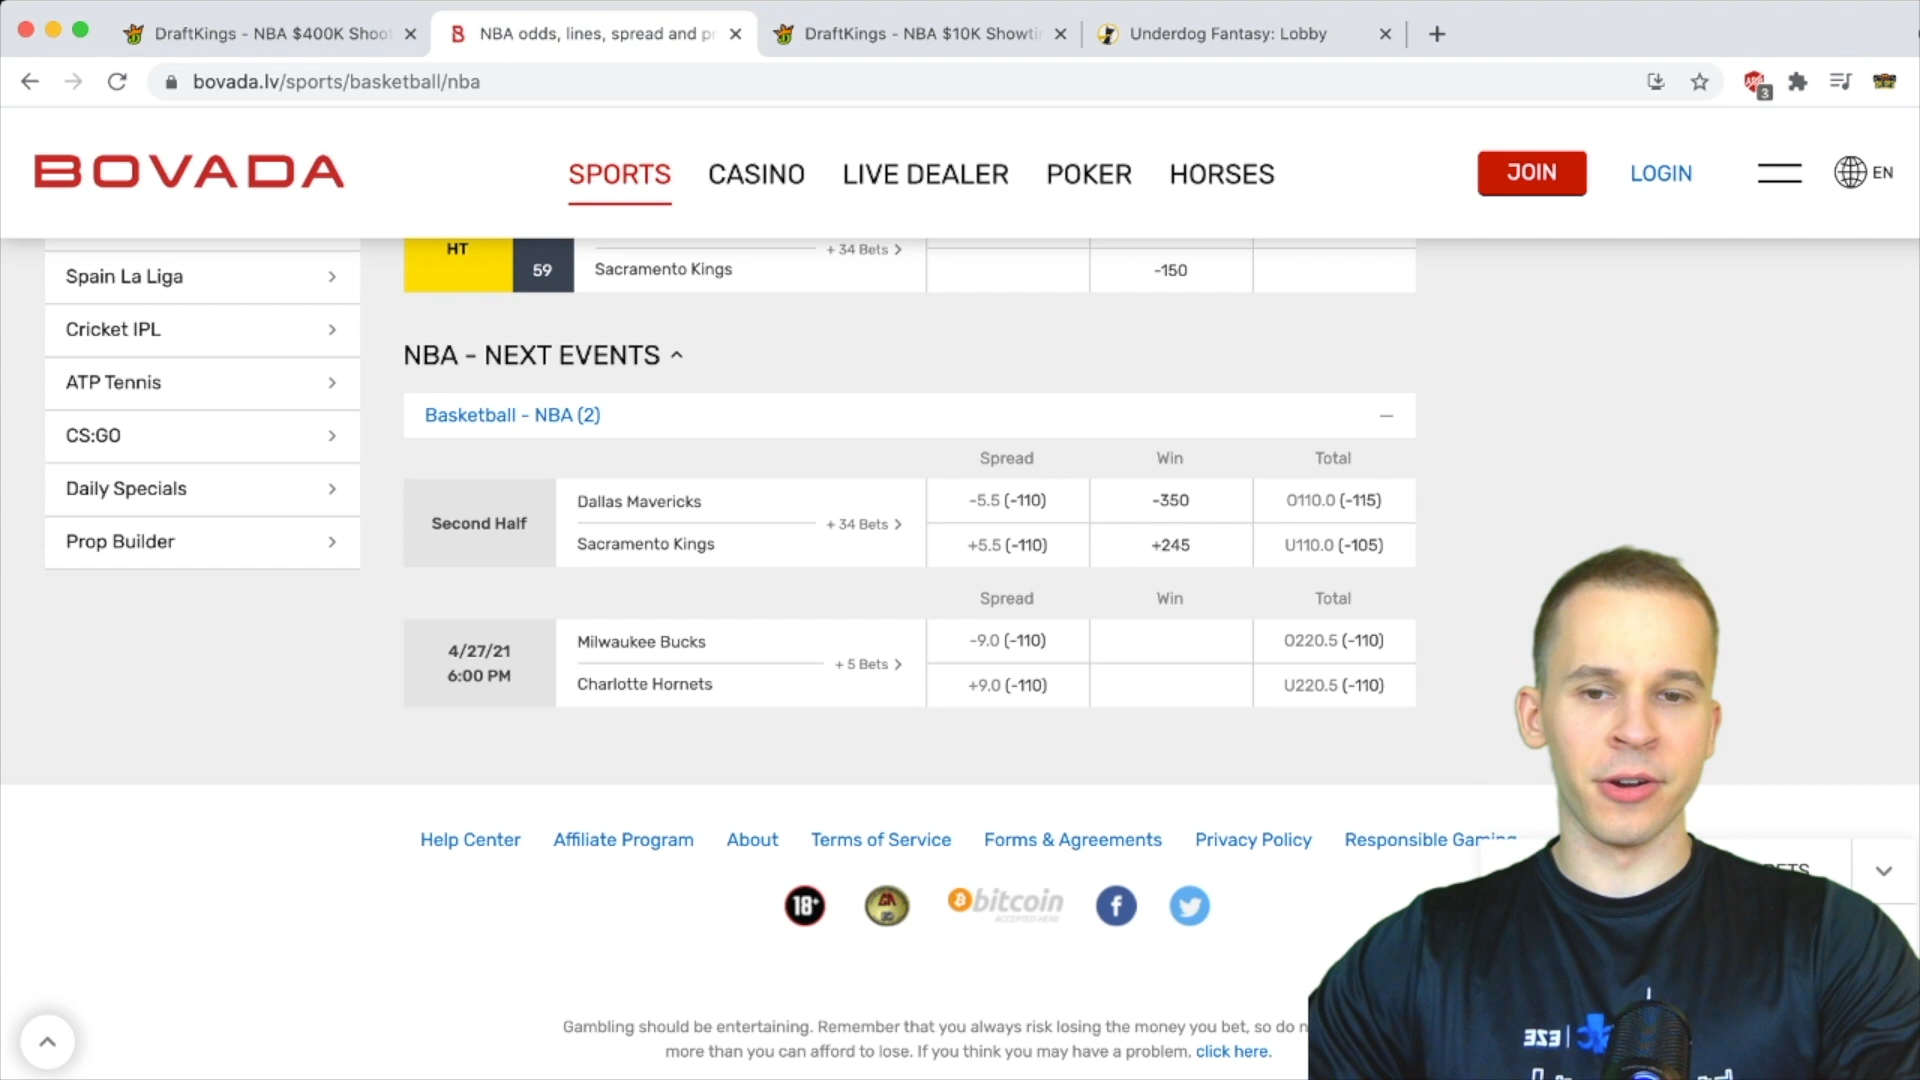 DraftKings - NBA $400K Shoot
NBA odds, lines, spread and pr
DraftKings - NBA $10K Showti
Underdog Fantasy: Lobby
bovada.lv/sports/basketball/nba
3
BOVADA
SPORTS
CASINO
LIVE DEALER
POKER
HORSES
JOIN
LOGIN
EN
HT
59
Sacramento Kings
+ 34 Bets
-150
Spain La Liga
Cricket IPL
ATP Tennis
CS:GO
Daily Specials
Prop Builder
NBA - NEXT EVENTS
Basketball - NBA (2)
Spread Win Total
Second Half
Dallas Mavericks -5.5 (-110) -350 O110.0 (-115)
+ 34 Bets
Sacramento Kings +5.5 (-110) +245 U110.0 (-105)
Spread Win Total
4/27/21
6:00 PM
Milwaukee Bucks -9.0 (-110) O220.5 (-110)
+ 5 Bets
Charlotte Hornets +9.0 (-110) U220.5 (-110)
Help Center Affiliate Program About Terms of Service Forms & Agreements Privacy Policy Responsible Gaming
18+
bitcoin
ACCEPTED HERE
Gambling should be entertaining. Remember that you always risk losing the money you bet, so do n
more than you can afford to lose. If you think you may have a problem, click here.